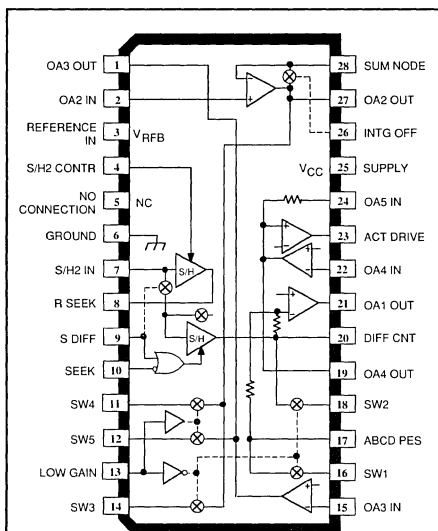 OA3 OUT 1
OA2 IN 2
REFERENCE
IN 3 VRFB
S/H2 CONTR 4
NO
CONNECTION 5 NC
GROUND 6
S/H2 IN 7
R SEEK 8
S DIFF 9
SEEK 10
SW4 11
SW5 12
LOW GAIN 13
SW3 14
S/H
S/H
28 SUM NODE
27 OA2 OUT
26 INTG OFF
VCC 25 SUPPLY
24 OA5 IN
23 ACT DRIVE
22 OA4 IN
21 OA1 OUT
20 DIFF CNT
19 OA4 OUT
18 SW2
17 ABCD PES
16 SW1
15 OA3 IN